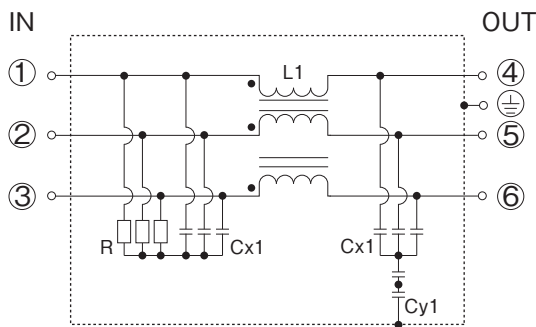 IN OUT
① L1 ④
② ⑤
③ ⑥
R Cx1 Cx1
Cy1